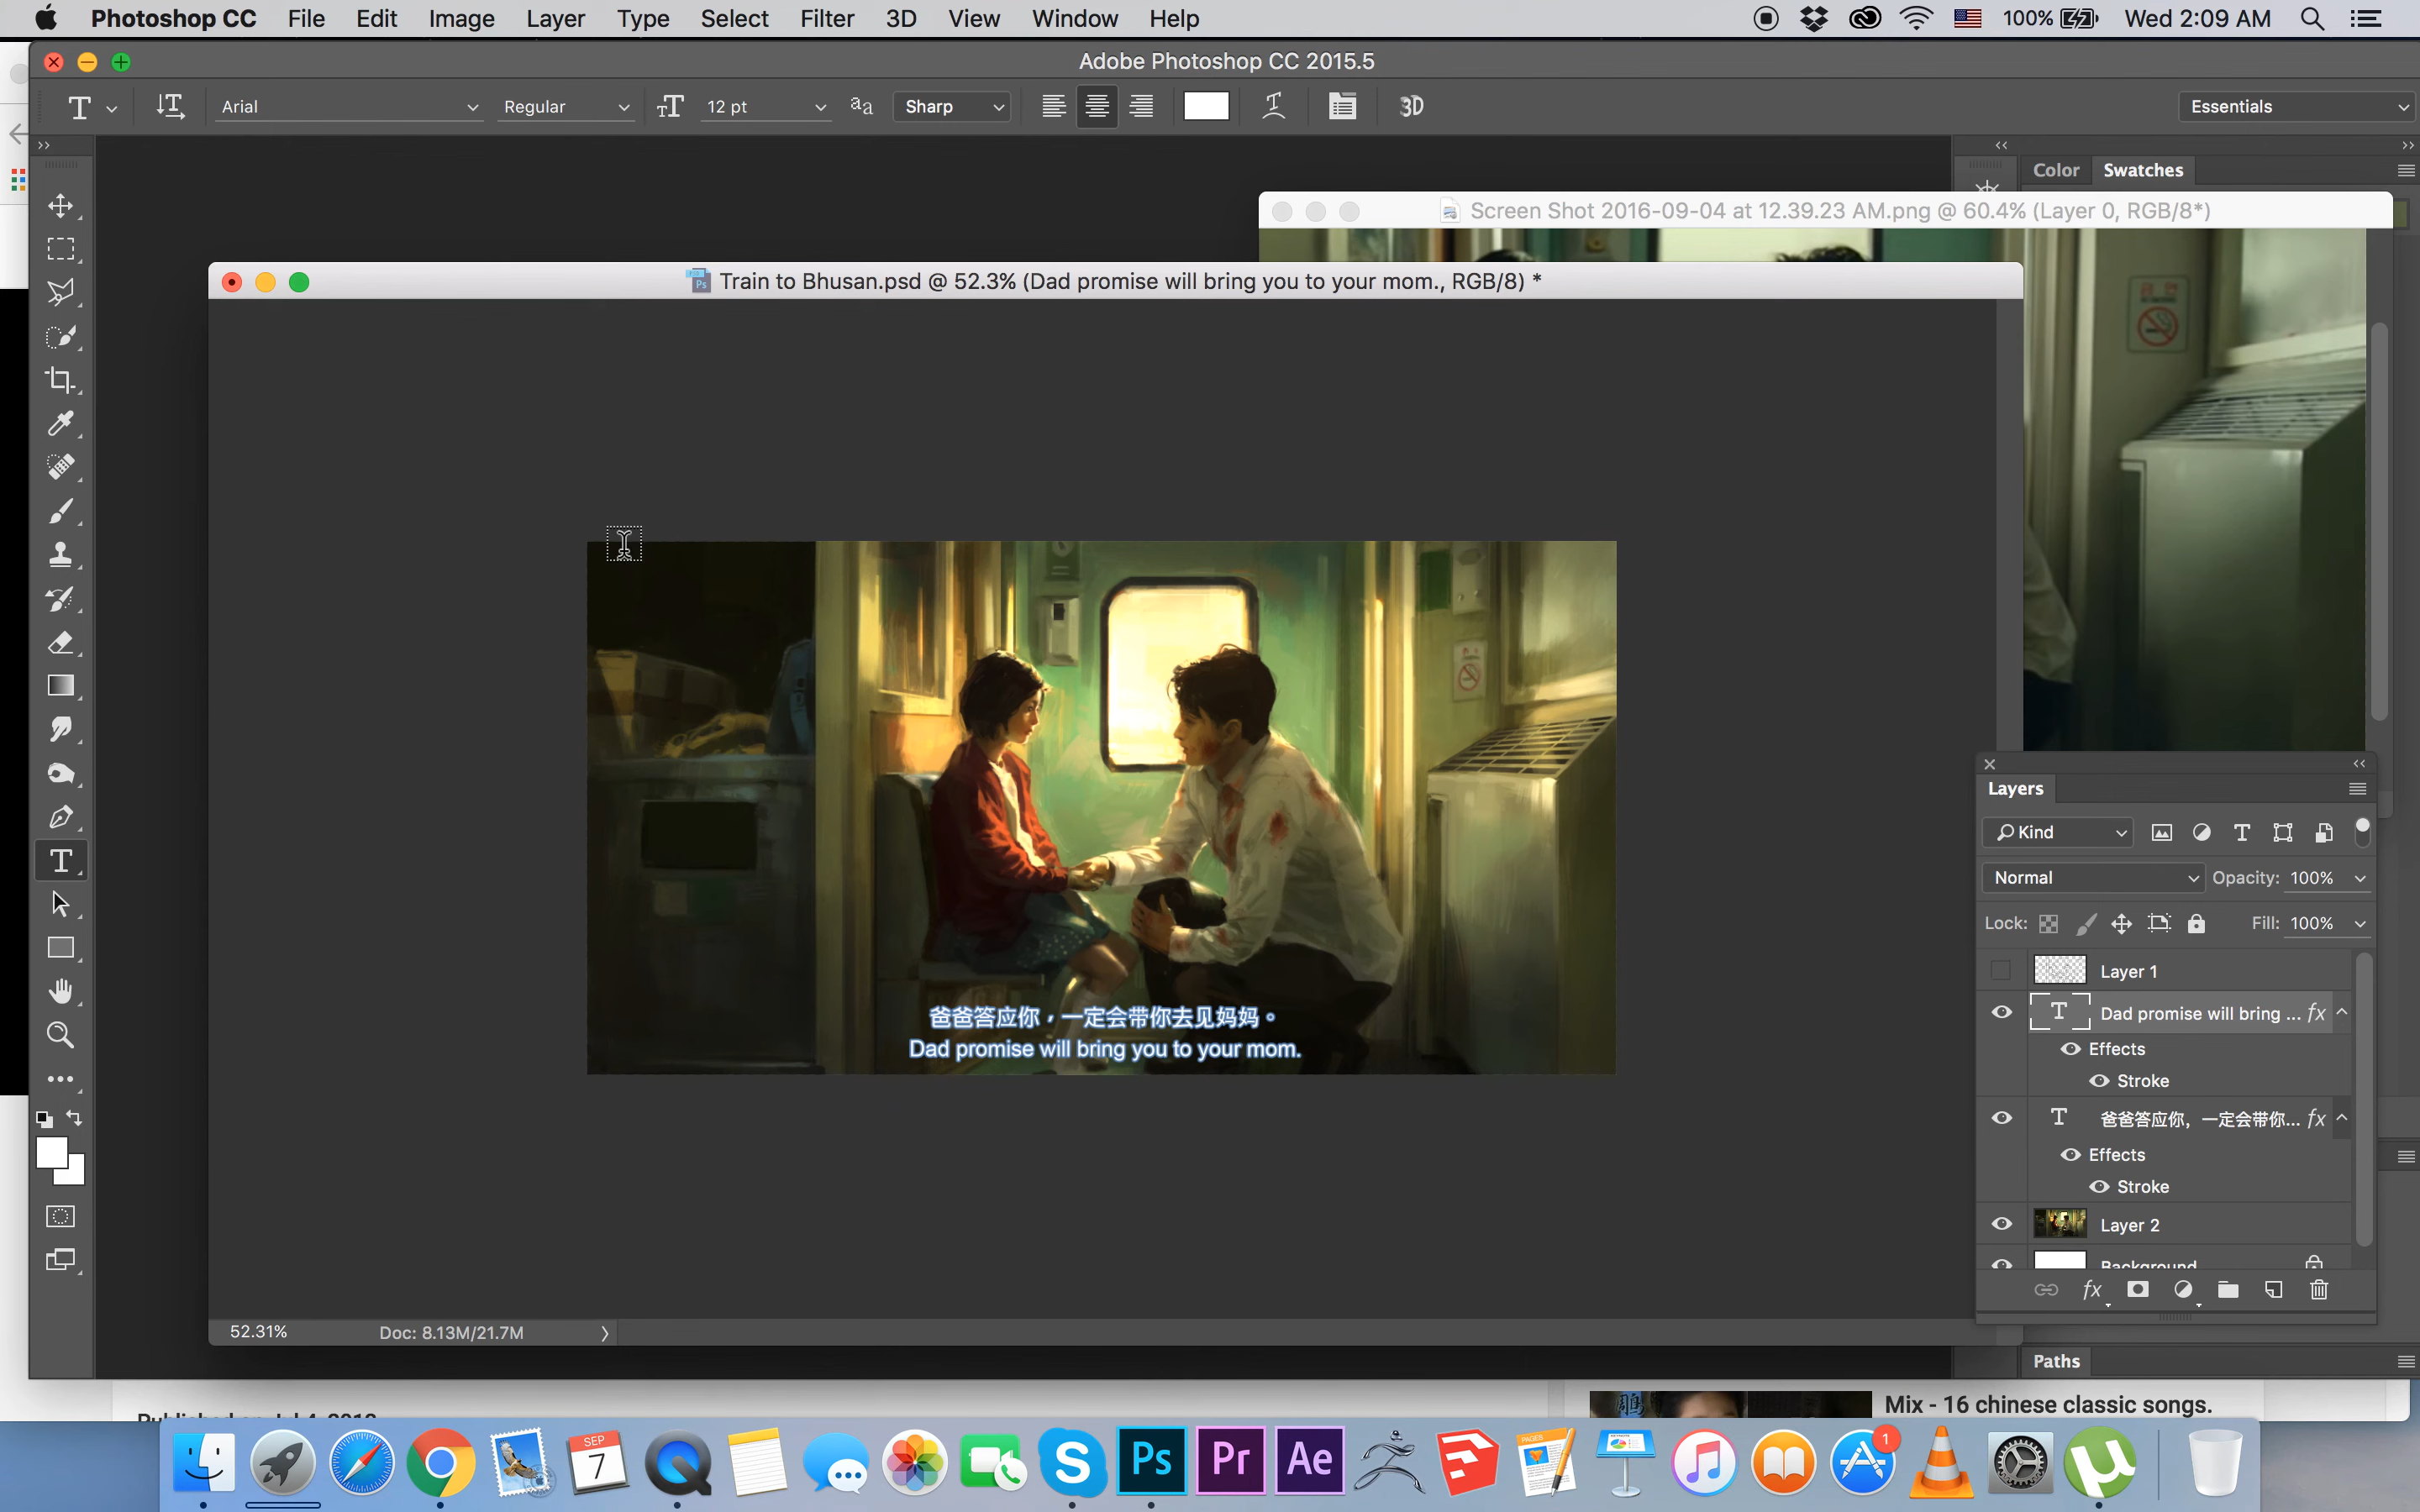 Photoshop CC File Edit Image Layer Type Select Filter 3D View Window Help 100% Wed 2:09 AM
Adobe Photoshop CC 2015.5
T Arial Regular 12 pt Sharp 3D Essentials
Color Swatches
Screen Shot 2016-09-04 at 12.39.23 AM.png @ 60.4% (Layer 0, RGB/8*)
Train to Bhusan.psd @ 52.3% (Dad promise will bring you to your mom., RGB/8) *
爸爸答应你，一定会带你去见妈妈。
Dad promise will bring you to your mom.
Layers
Kind
Normal Opacity: 100%
Lock: Fill: 100%
Layer 1
Dad promise will bring ... fx
Effects
Stroke
爸爸答应你，一定会带你... fx
Effects
Stroke
Layer 2
Background
fx
52.31% Doc: 8.13M/21.7M
Paths
Mix - 16 chinese classic songs.
SEP
7
S Ps Pr Ae
PAGES
1